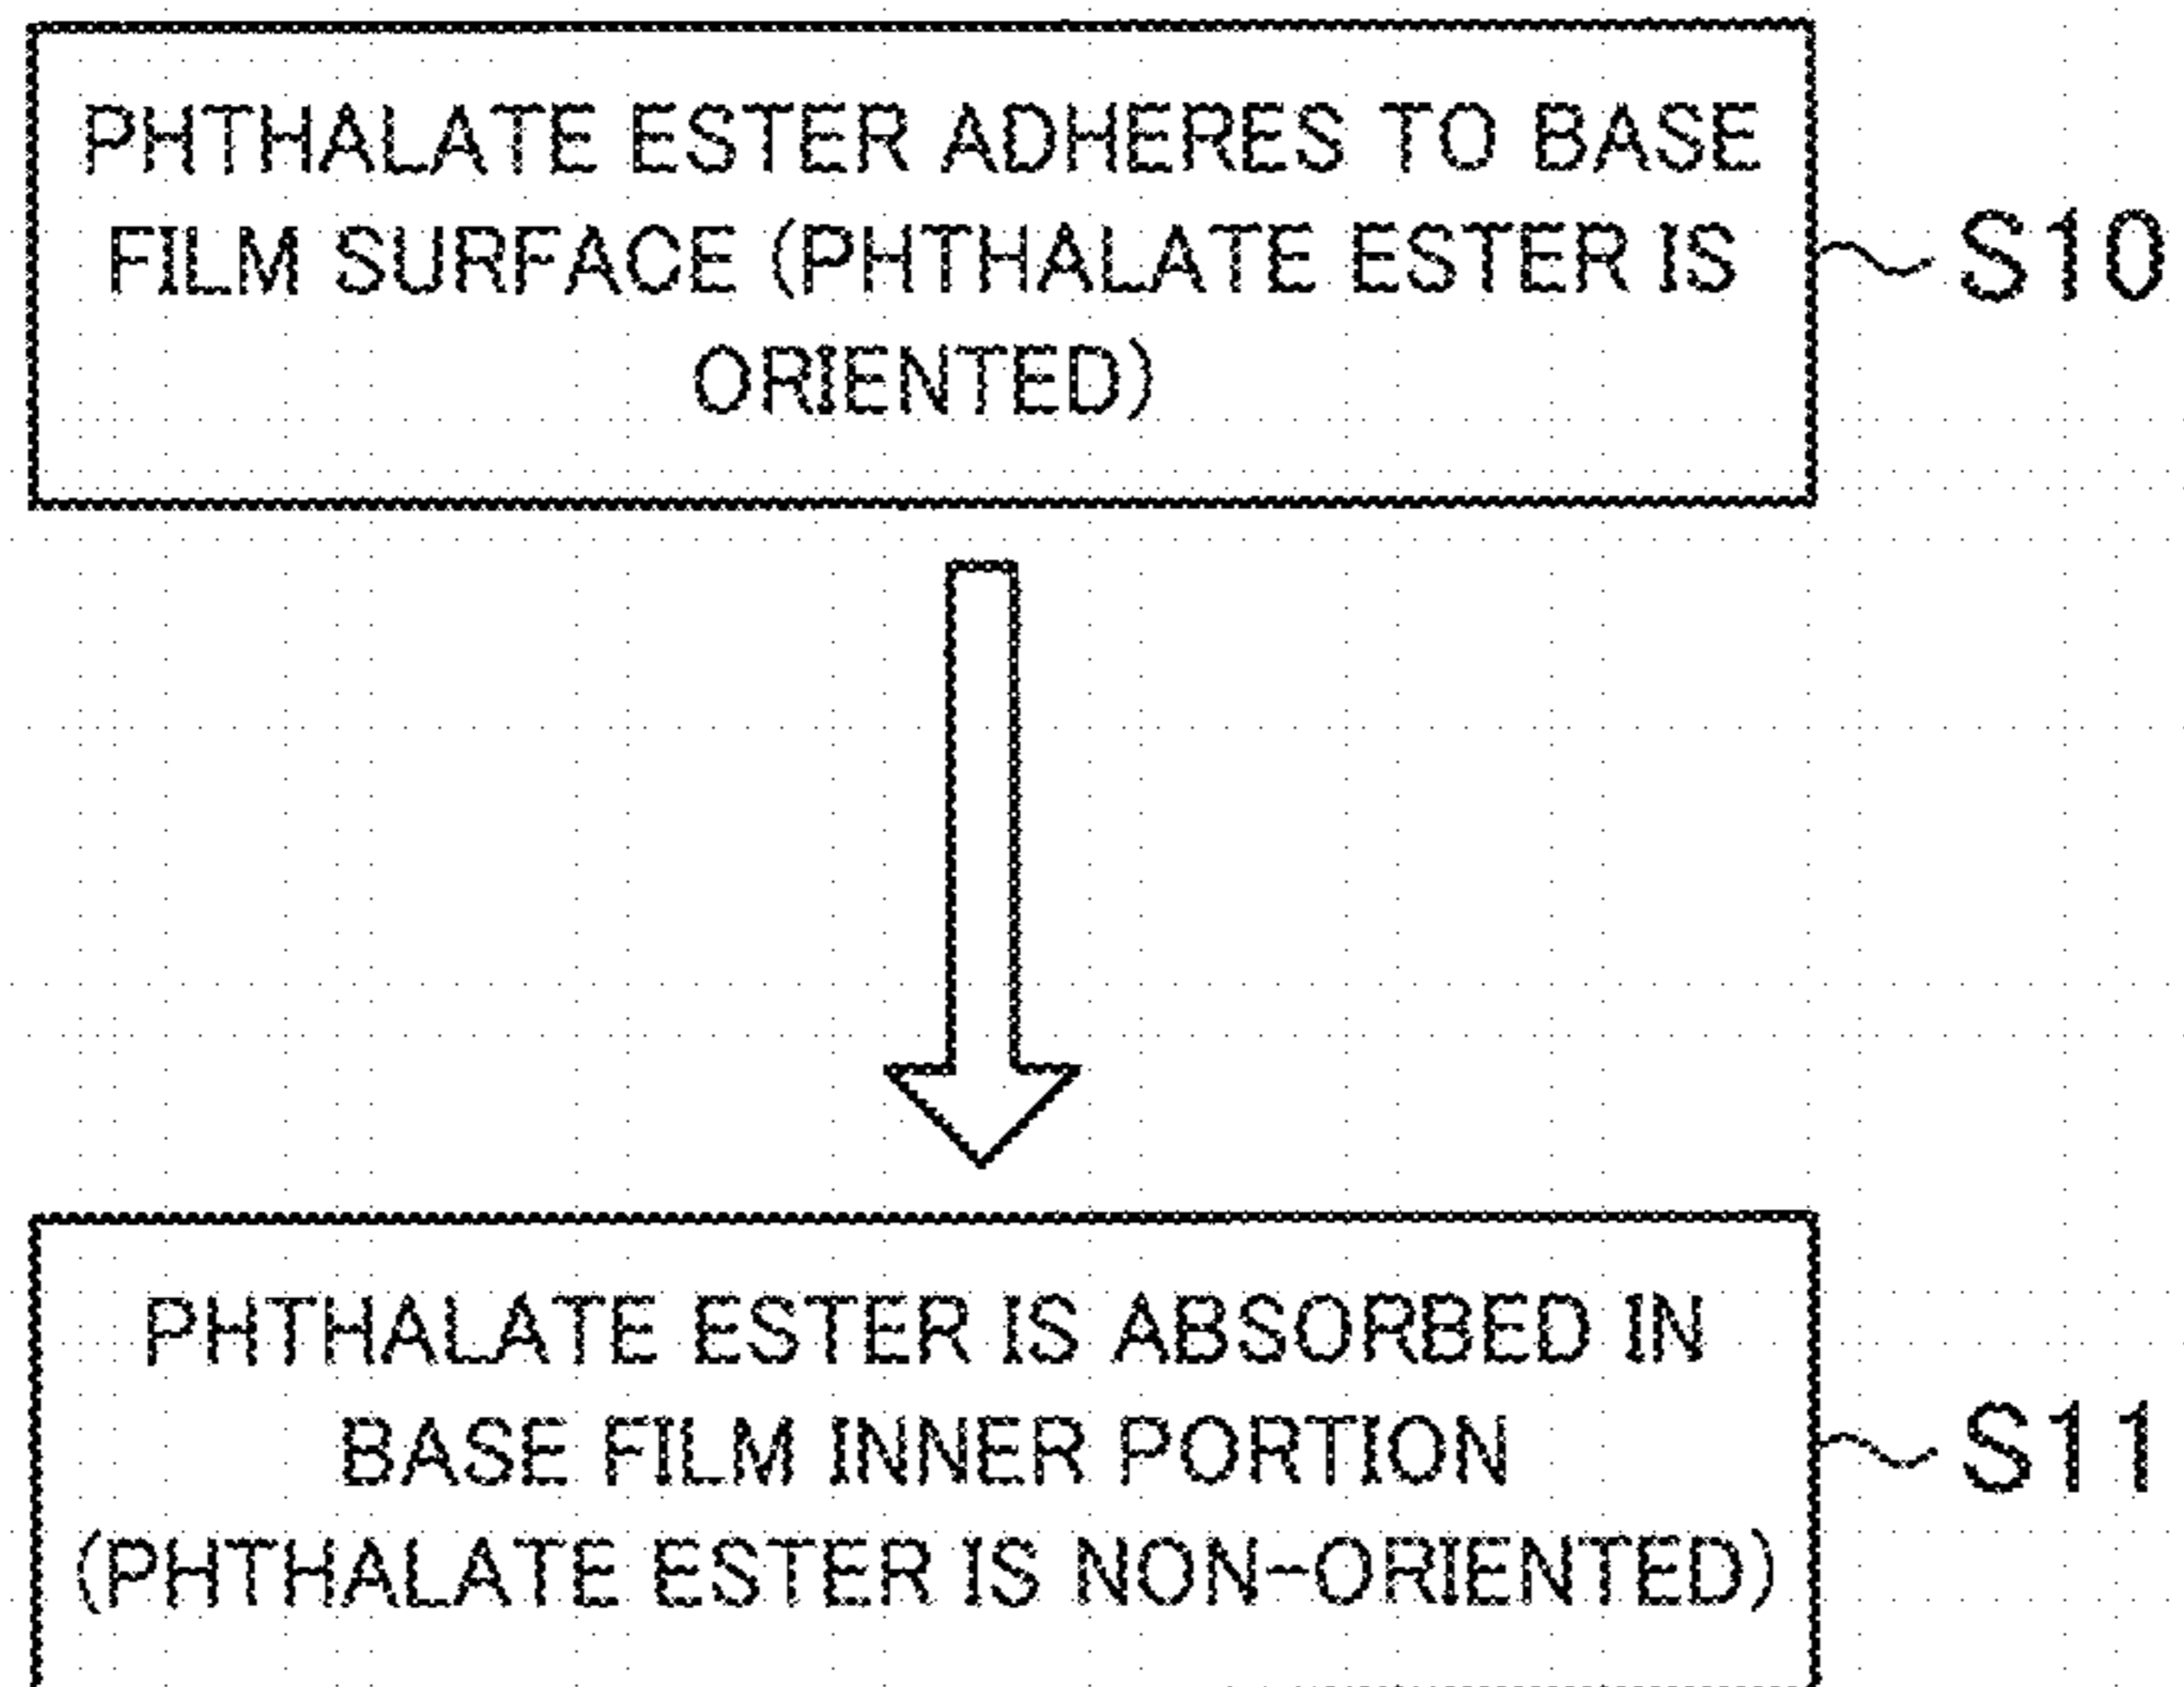 PHTHALATE ESTER ADHERES TO BASE
FILM SURFACE (PHTHALATE ESTER IS
ORIENTED)
S10
PHTHALATE ESTER IS ABSORBED IN
BASE FILM INNER PORTION
(PHTHALATE ESTER IS NON-ORIENTED)
S11